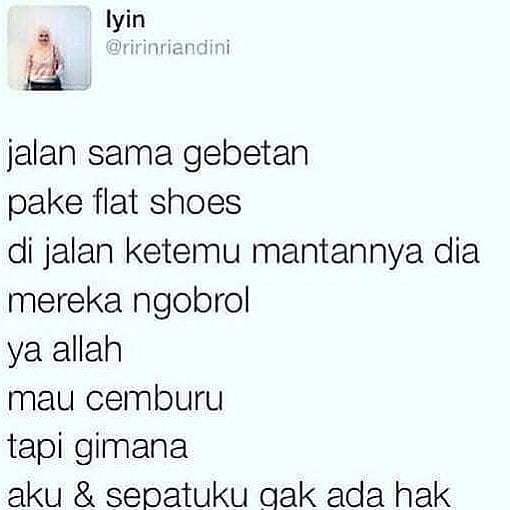 Iyin
@ririnriandini
jalan sama gebetan
pake flat shoes
di jalan ketemu mantannya dia
mereka ngobrol
ya allah
mau cemburu
tapi gimana
aku & sepatuku gak ada hak